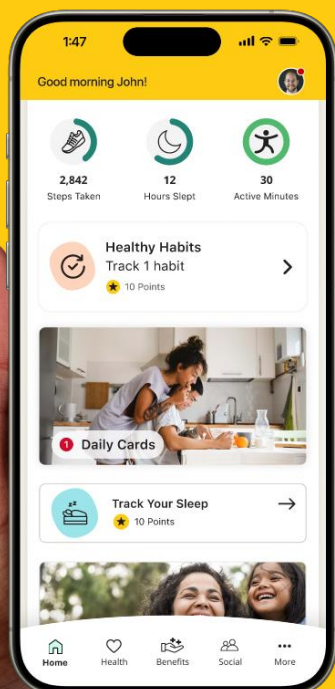 1:47
Good morning John!
2,842
Steps Taken
12
Hours Slept
30
Active Minutes
Healthy Habits
Track 1 habit
10 Points
1 Daily Cards
zz
Track Your Sleep
10 Points
Home
Health
Benefits
Social
More